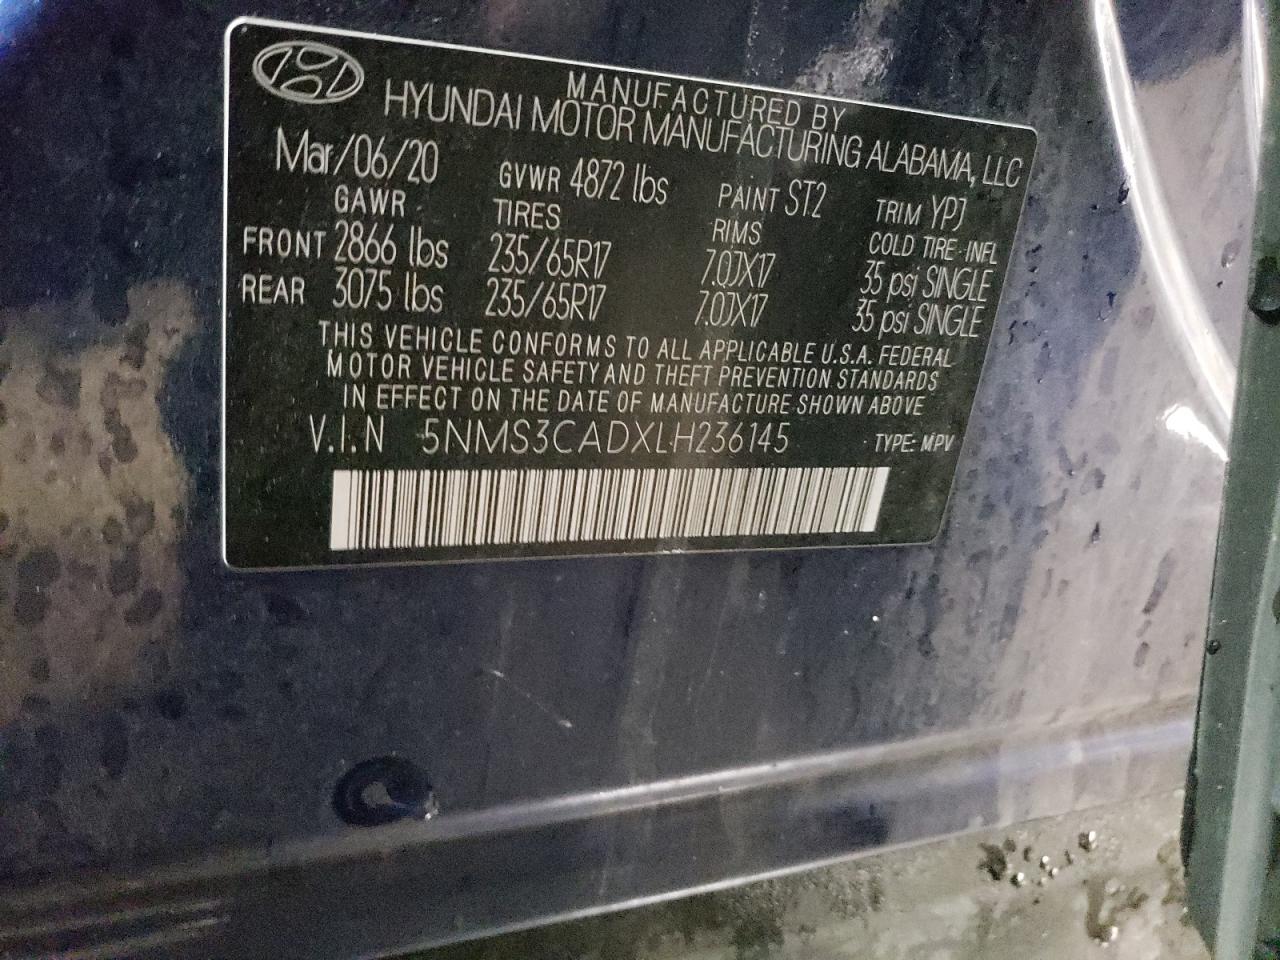 MANUFACTURED BY
HYUNDAI MOTOR MANUFACTURING ALABAMA, LLC
Mar/06/20 GVWR 4872 lbs PAINT ST2 TRIM YPJ
GAWR TIRES RIMS COLD TIRE-INFL
FRONT 2866 lbs 235/65R17 7.0JX17 35 psi SINGLE
REAR 3075 lbs 235/65R17 7.0JX17 35 psi SINGLE
THIS VEHICLE CONFORMS TO ALL APPLICABLE U.S.A. FEDERAL
MOTOR VEHICLE SAFETY AND THEFT PREVENTION STANDARDS
IN EFFECT ON THE DATE OF MANUFACTURE SHOWN ABOVE
V.I.N 5NMS3CADXLH236145 TYPE: MPV